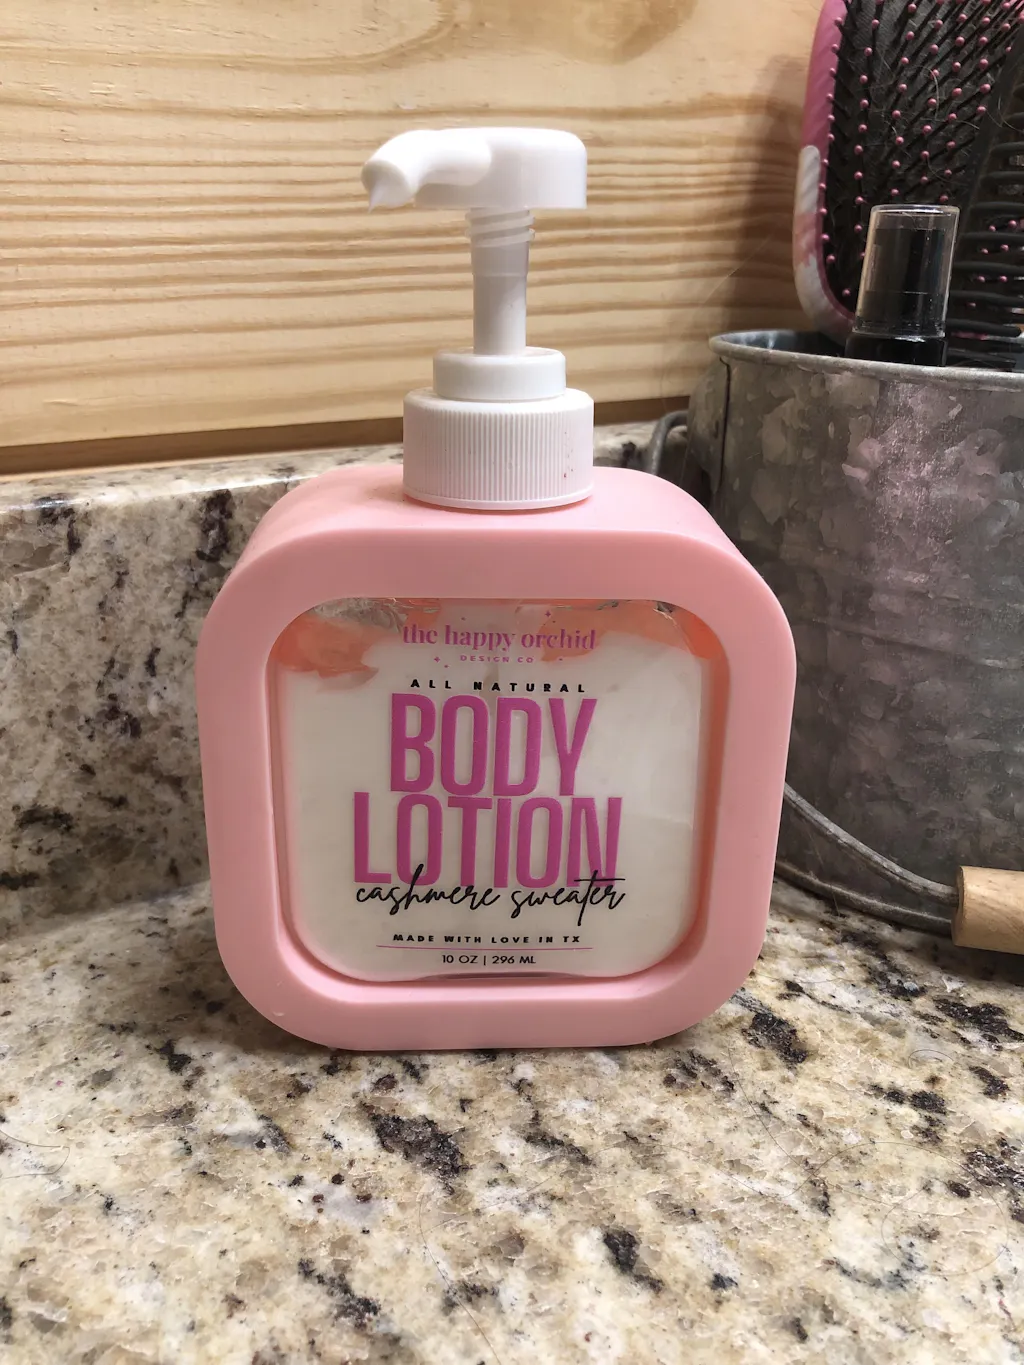 the happy orchid
DESIGN CO
ALL NATURAL
BODY
LOTION
cashmere sweater
MADE WITH LOVE IN TX
10 OZ | 296 ML